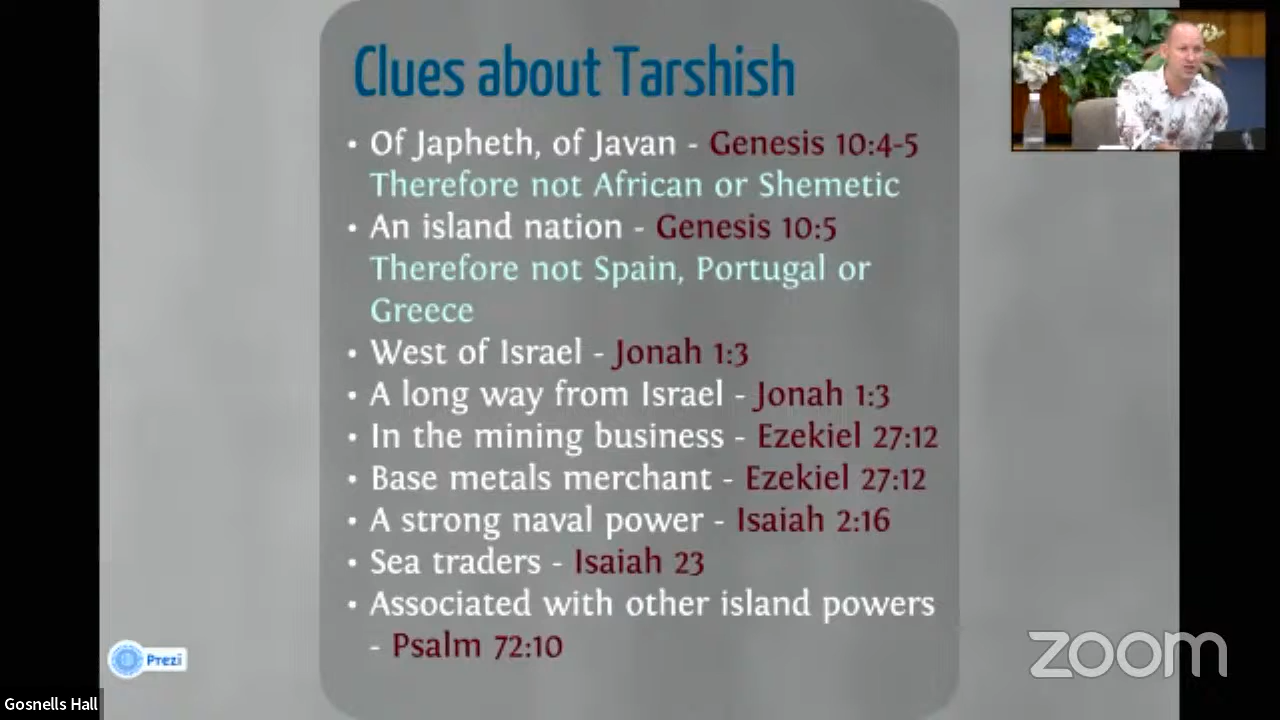 Clues about Tarshish
• Of Japheth, of Javan - Genesis 10:4-5
Therefore not African or Shemetic
• An island nation - Genesis 10:5
Therefore not Spain, Portugal or
Greece
• West of Israel - Jonah 1:3
• A long way from Israel - Jonah 1:3
• In the mining business - Ezekiel 27:12
• Base metals merchant - Ezekiel 27:12
• A strong naval power - Isaiah 2:16
• Sea traders - Isaiah 23
• Associated with other island powers
- Psalm 72:10
Prezi
zoom
Gosnells Hall